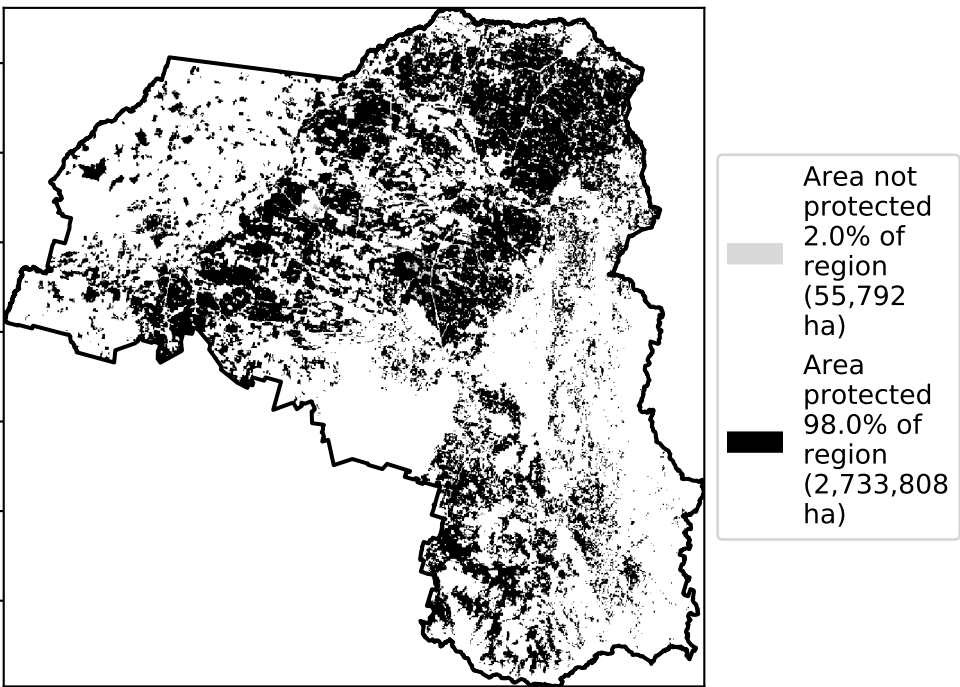 Area not
protected
2.0% of
region
(55,792
ha)
Area
protected
98.0% of
region
(2,733,808
ha)